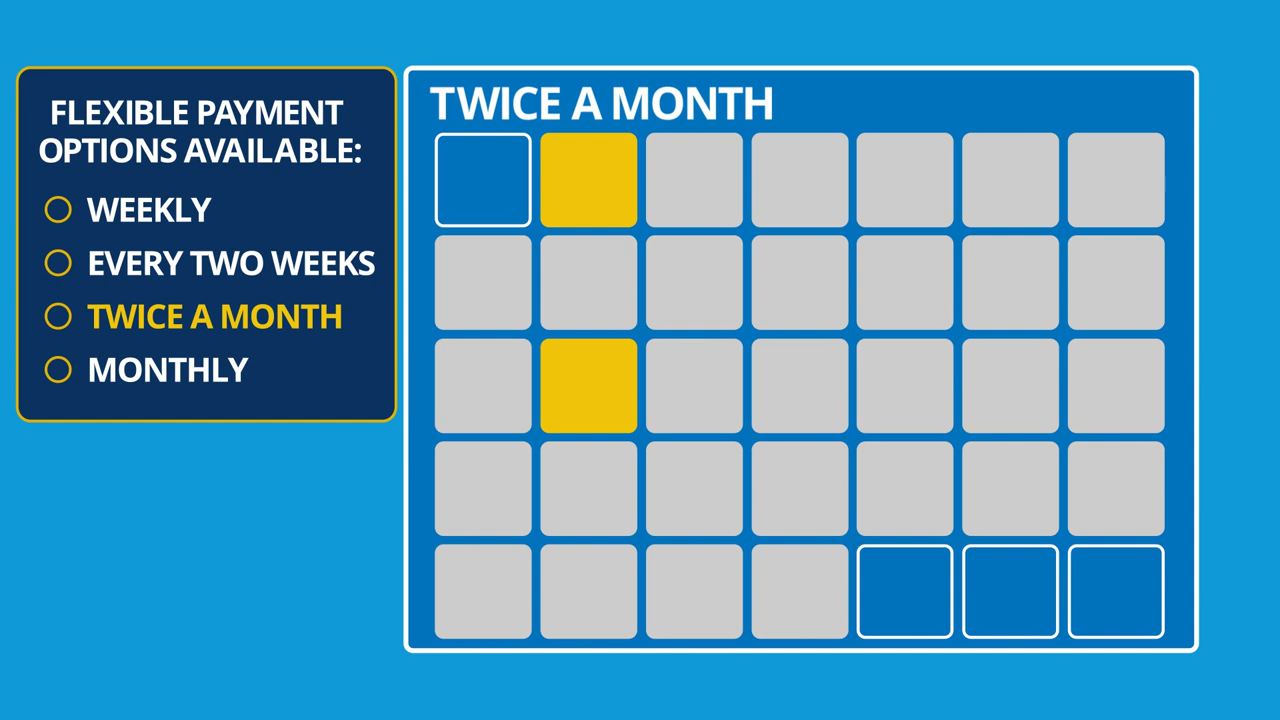 FLEXIBLE PAYMENT
OPTIONS AVAILABLE:
WEEKLY
EVERY TWO WEEKS
TWICE A MONTH
MONTHLY
TWICE A MONTH